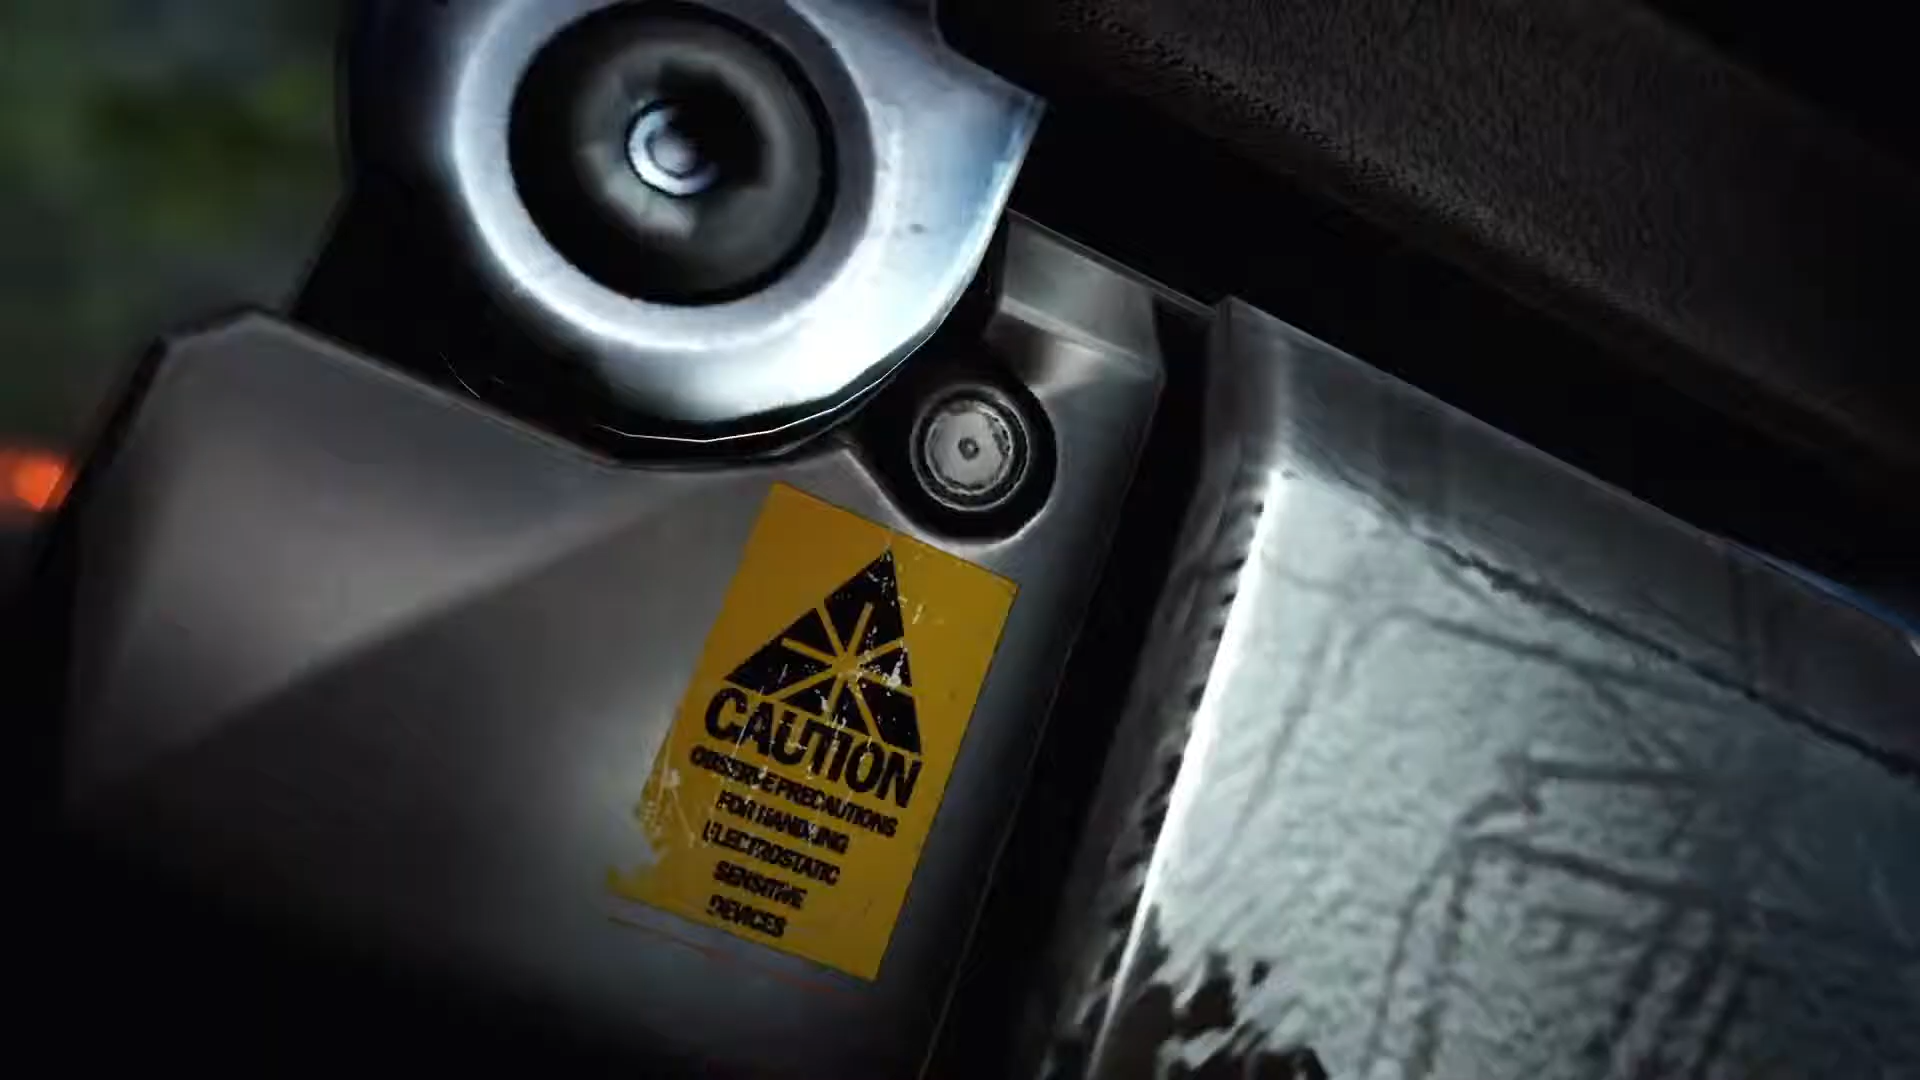 CAUTION
OBSERVE PRECAUTIONS
FOR HANDLING
ELECTROSTATIC
SENSITIVE
DEVICES